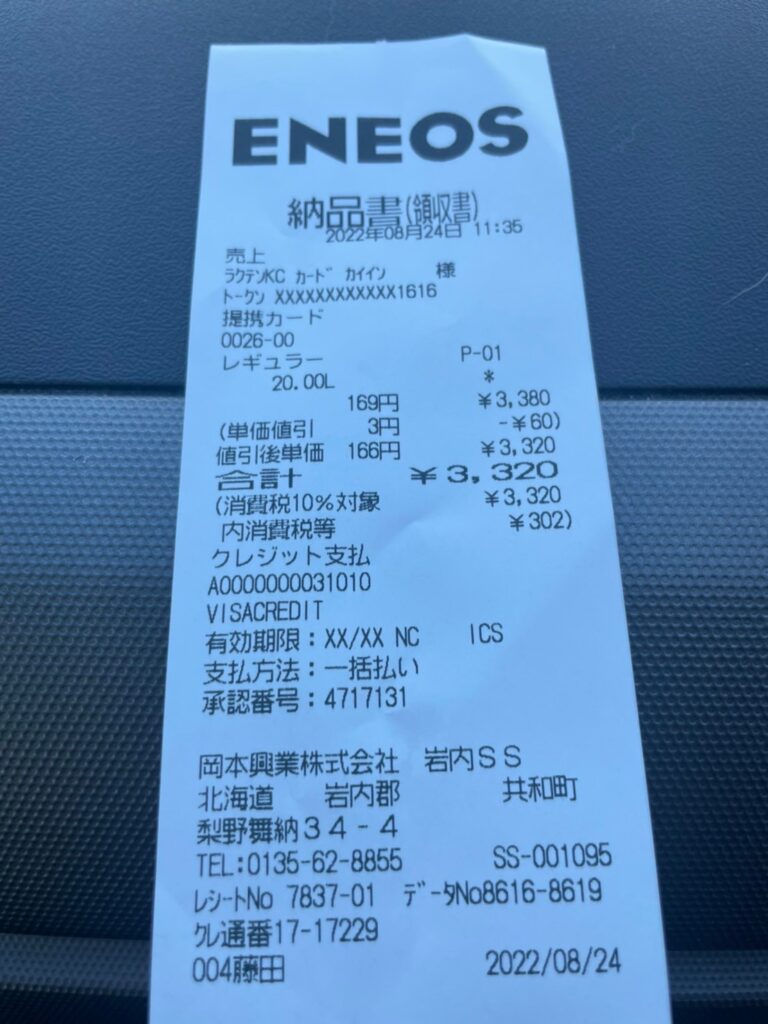 ENEOS
納品書(領収書)
2022年08月24日 11:35
売上
ラクテンKC カード カイイン 様
トークン XXXXXXXXXXXX1616
提携カード
0026-00
レギュラー P-01
20.00L *
169円 ¥3,380
(単価値引 3円 -¥60)
値引後単価 166円 ¥3,320
合計 ¥3,320
(消費税10%対象 ¥3,320
内消費税等 ¥302)
クレジット支払
A0000000031010
VISACREDIT
有効期限:XX/XX NC ICS
支払方法:一括払い
承認番号:4717131
岡本興業株式会社 岩内SS
北海道 岩内郡 共和町
梨野舞納34-4
TEL:0135-62-8855 SS-001095
レシートNo 7837-01 データNo8616-8619
クレ通番17-17229
004藤田 2022/08/24